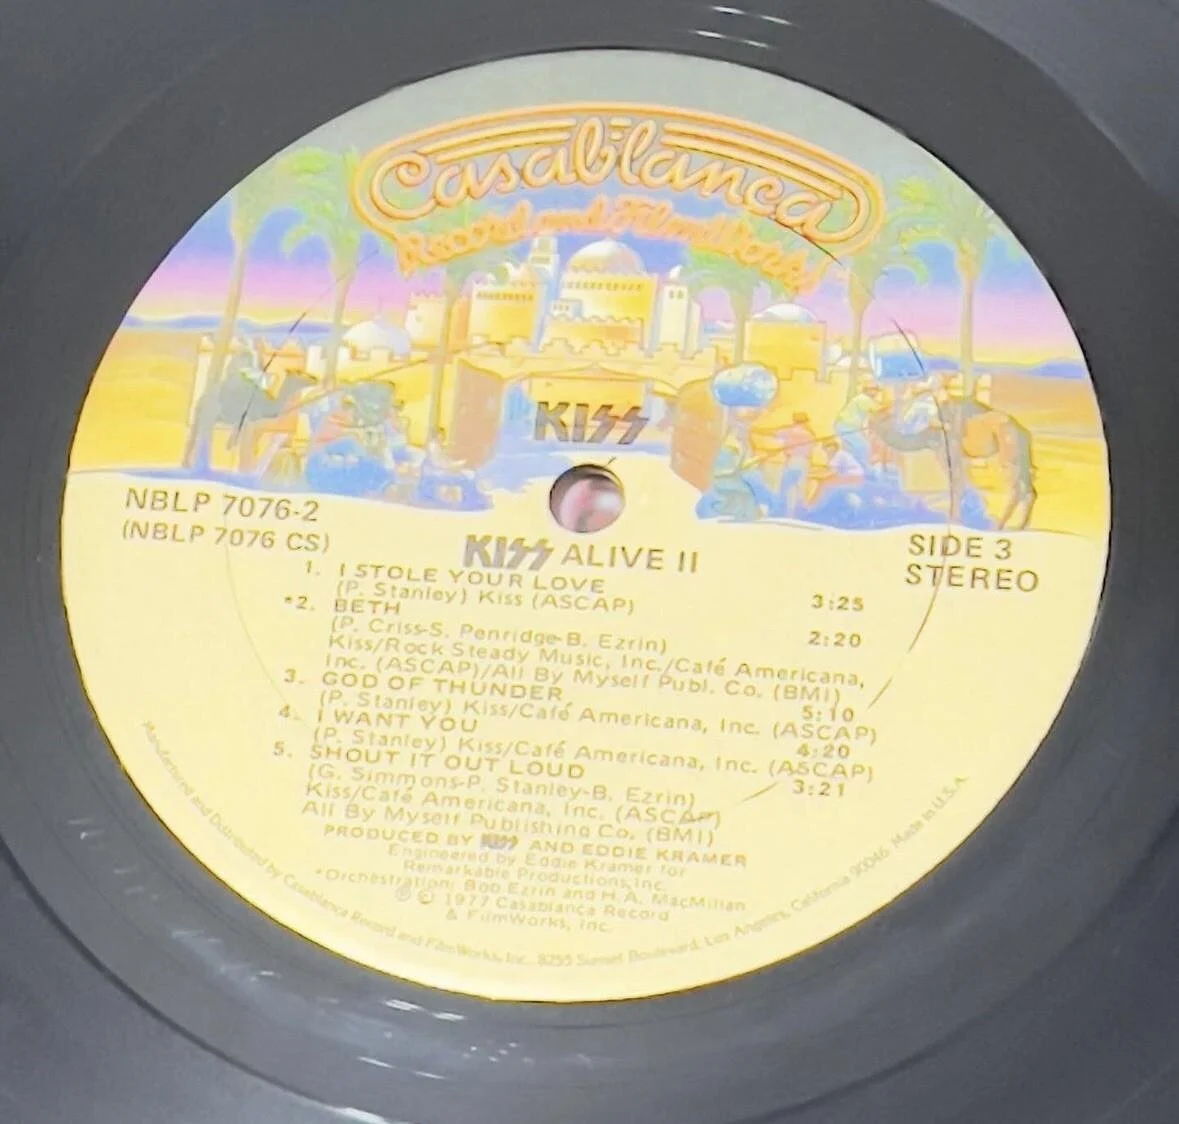 Casablanca
Record and FilmWorks
KISS
NBLP 7076-2
(NBLP 7076 CS)
SIDE 3
STEREO
KISS ALIVE II
1. I STOLE YOUR LOVE 3:25
(P. Stanley) Kiss (ASCAP)
*2. BETH 2:20
(P. Criss-S. Penridge-B. Ezrin)
Kiss/Rock Steady Music, Inc./Café Americana,
Inc. (ASCAP)/All By Myself Publ. Co. (BMI)
3. GOD OF THUNDER 5:10
(P. Stanley) Kiss/Café Americana, Inc. (ASCAP)
4. I WANT YOU 4:20
(P. Stanley) Kiss/Café Americana, Inc. (ASCAP)
5. SHOUT IT OUT LOUD 3:21
(G. Simmons-P. Stanley-B. Ezrin)
Kiss/Café Americana, Inc. (ASCAP)
All By Myself Publishing Co. (BMI)
PRODUCED BY KISS AND EDDIE KRAMER
Engineered by Eddie Kramer for
Remarkable Productions, Inc.
*Orchestration: Bob Ezrin and H.A. MacMillan
℗ © 1977 Casablanca Record
& FilmWorks, Inc.
Manufactured and Distributed by Casablanca Record and FilmWorks, Inc., 8255 Sunset Boulevard, Los Angeles, California 90046 Made in U.S.A.